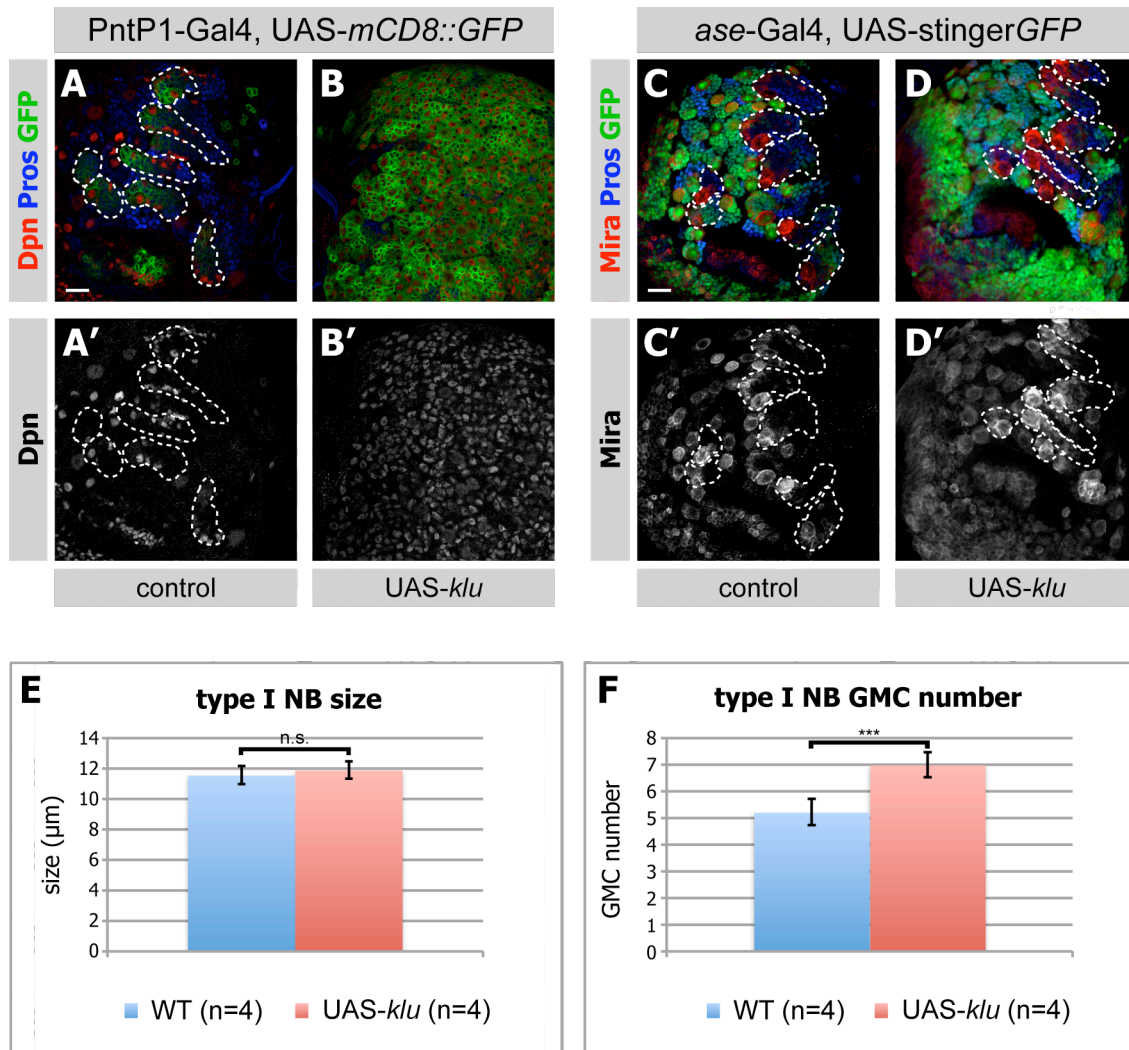 PntP1-Gal4, UAS-mCD8::GFP
ase-Gal4, UAS-stingerGFP
Dpn Pros GFP
A
B
Mira Pros GFP
C
D
Dpn
A'
B'
Mira
C'
D'
control
UAS-klu
control
UAS-klu
E
type I NB size
n.s.
size (µm)
14
12
10
8
6
4
2
0
WT (n=4)
UAS-klu (n=4)
F
type I NB GMC number
***
GMC number
8
7
6
5
4
3
2
1
0
WT (n=4)
UAS-klu (n=4)